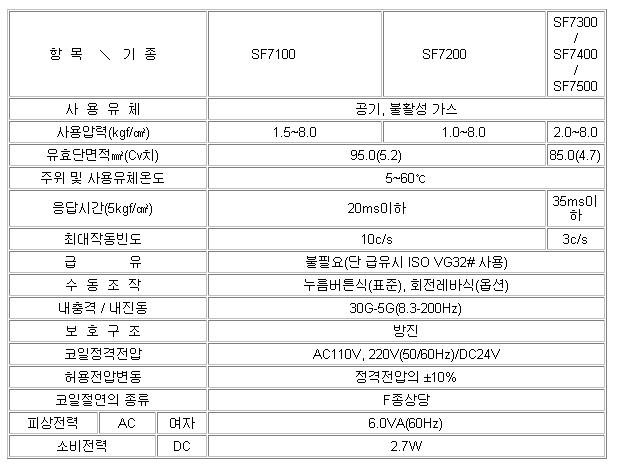 항 목 ＼ 기 종 SF7100 SF7200 SF7300 / SF7400 / SF7500
사 용 유 체 공기, 불활성 가스
사용압력(kgf/㎠) 1.5~8.0 1.0~8.0 2.0~8.0
유효단면적㎟(Cv치) 95.0(5.2) 85.0(4.7)
주위 및 사용유체온도 5~60℃
응답시간(5kgf/㎠) 20ms이하 35ms이하
최대작동빈도 10c/s 3c/s
급 유 불필요(단 급유시 ISO VG32# 사용)
수 동 조 작 누름버튼식(표준), 회전레바식(옵션)
내충격 / 내진동 30G-5G(8.3-200Hz)
보 호 구 조 방진
코일정격전압 AC110V, 220V(50/60Hz)/DC24V
허용전압변동 정격전압의 ±10%
코일절연의 종류 F종상당
피상전력 AC 여자 6.0VA(60Hz)
소비전력 DC 2.7W